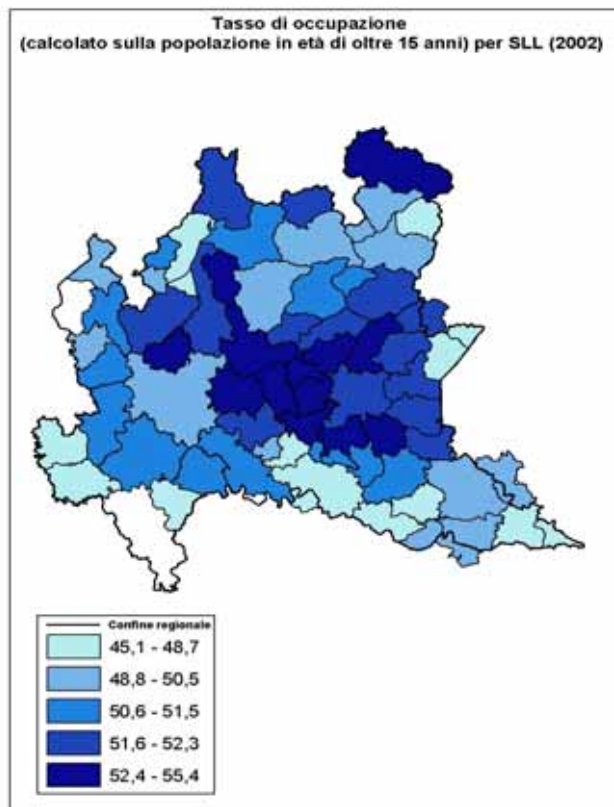 Tasso di occupazione
(calcolato sulla popolazione in età di oltre 15 anni) per SLL (2002)
Confine regionale
45,1 - 48,7
48,8 - 50,5
50,6 - 51,5
51,6 - 52,3
52,4 - 55,4